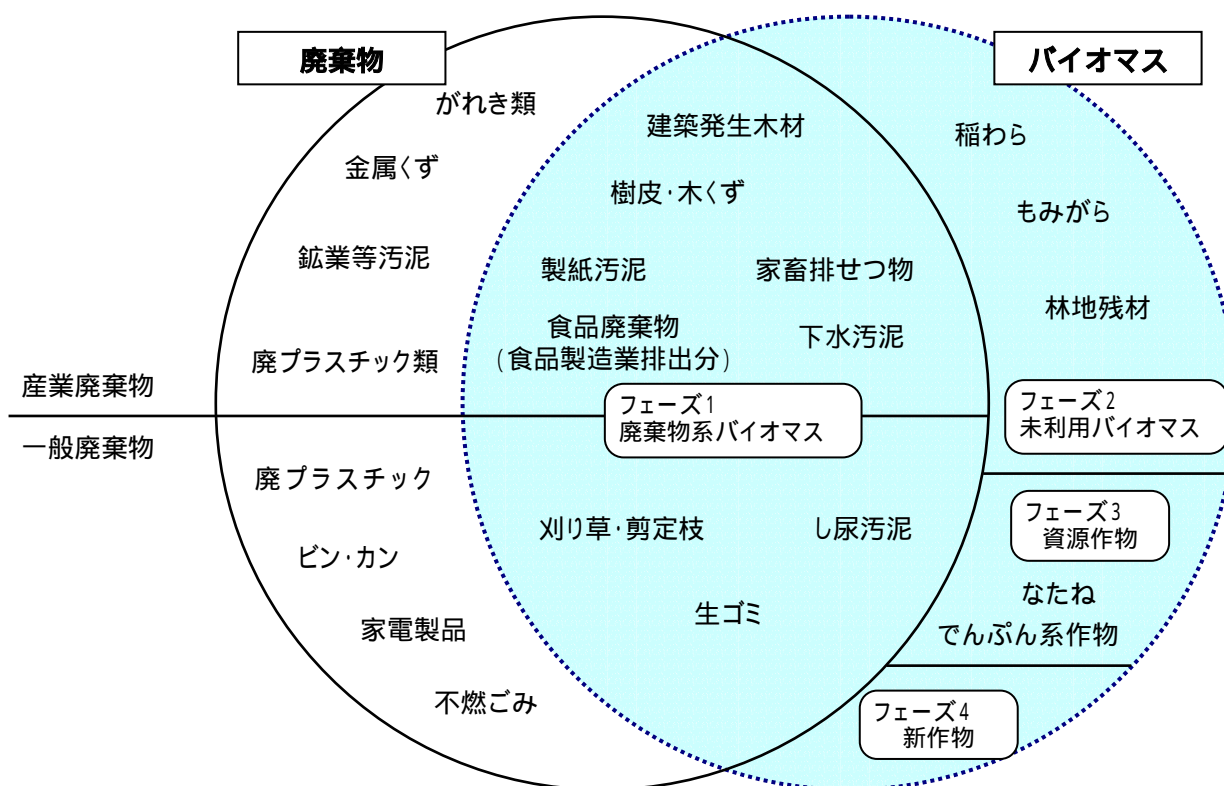 廃棄物
バイオマス
がれき類
金属くず
鉱業等汚泥
廃プラスチック類
建築発生木材
樹皮・木くず
製紙汚泥
家畜排せつ物
食品廃棄物
(食品製造業排出分)
下水汚泥
稲わら
もみがら
林地残材
産業廃棄物
一般廃棄物
フェーズ1
廃棄物系バイオマス
フェーズ2
未利用バイオマス
廃プラスチック
ビン・カン
家電製品
不燃ごみ
刈り草・剪定枝
し尿汚泥
生ゴミ
フェーズ3
資源作物
なたね
でんぷん系作物
フェーズ4
新作物